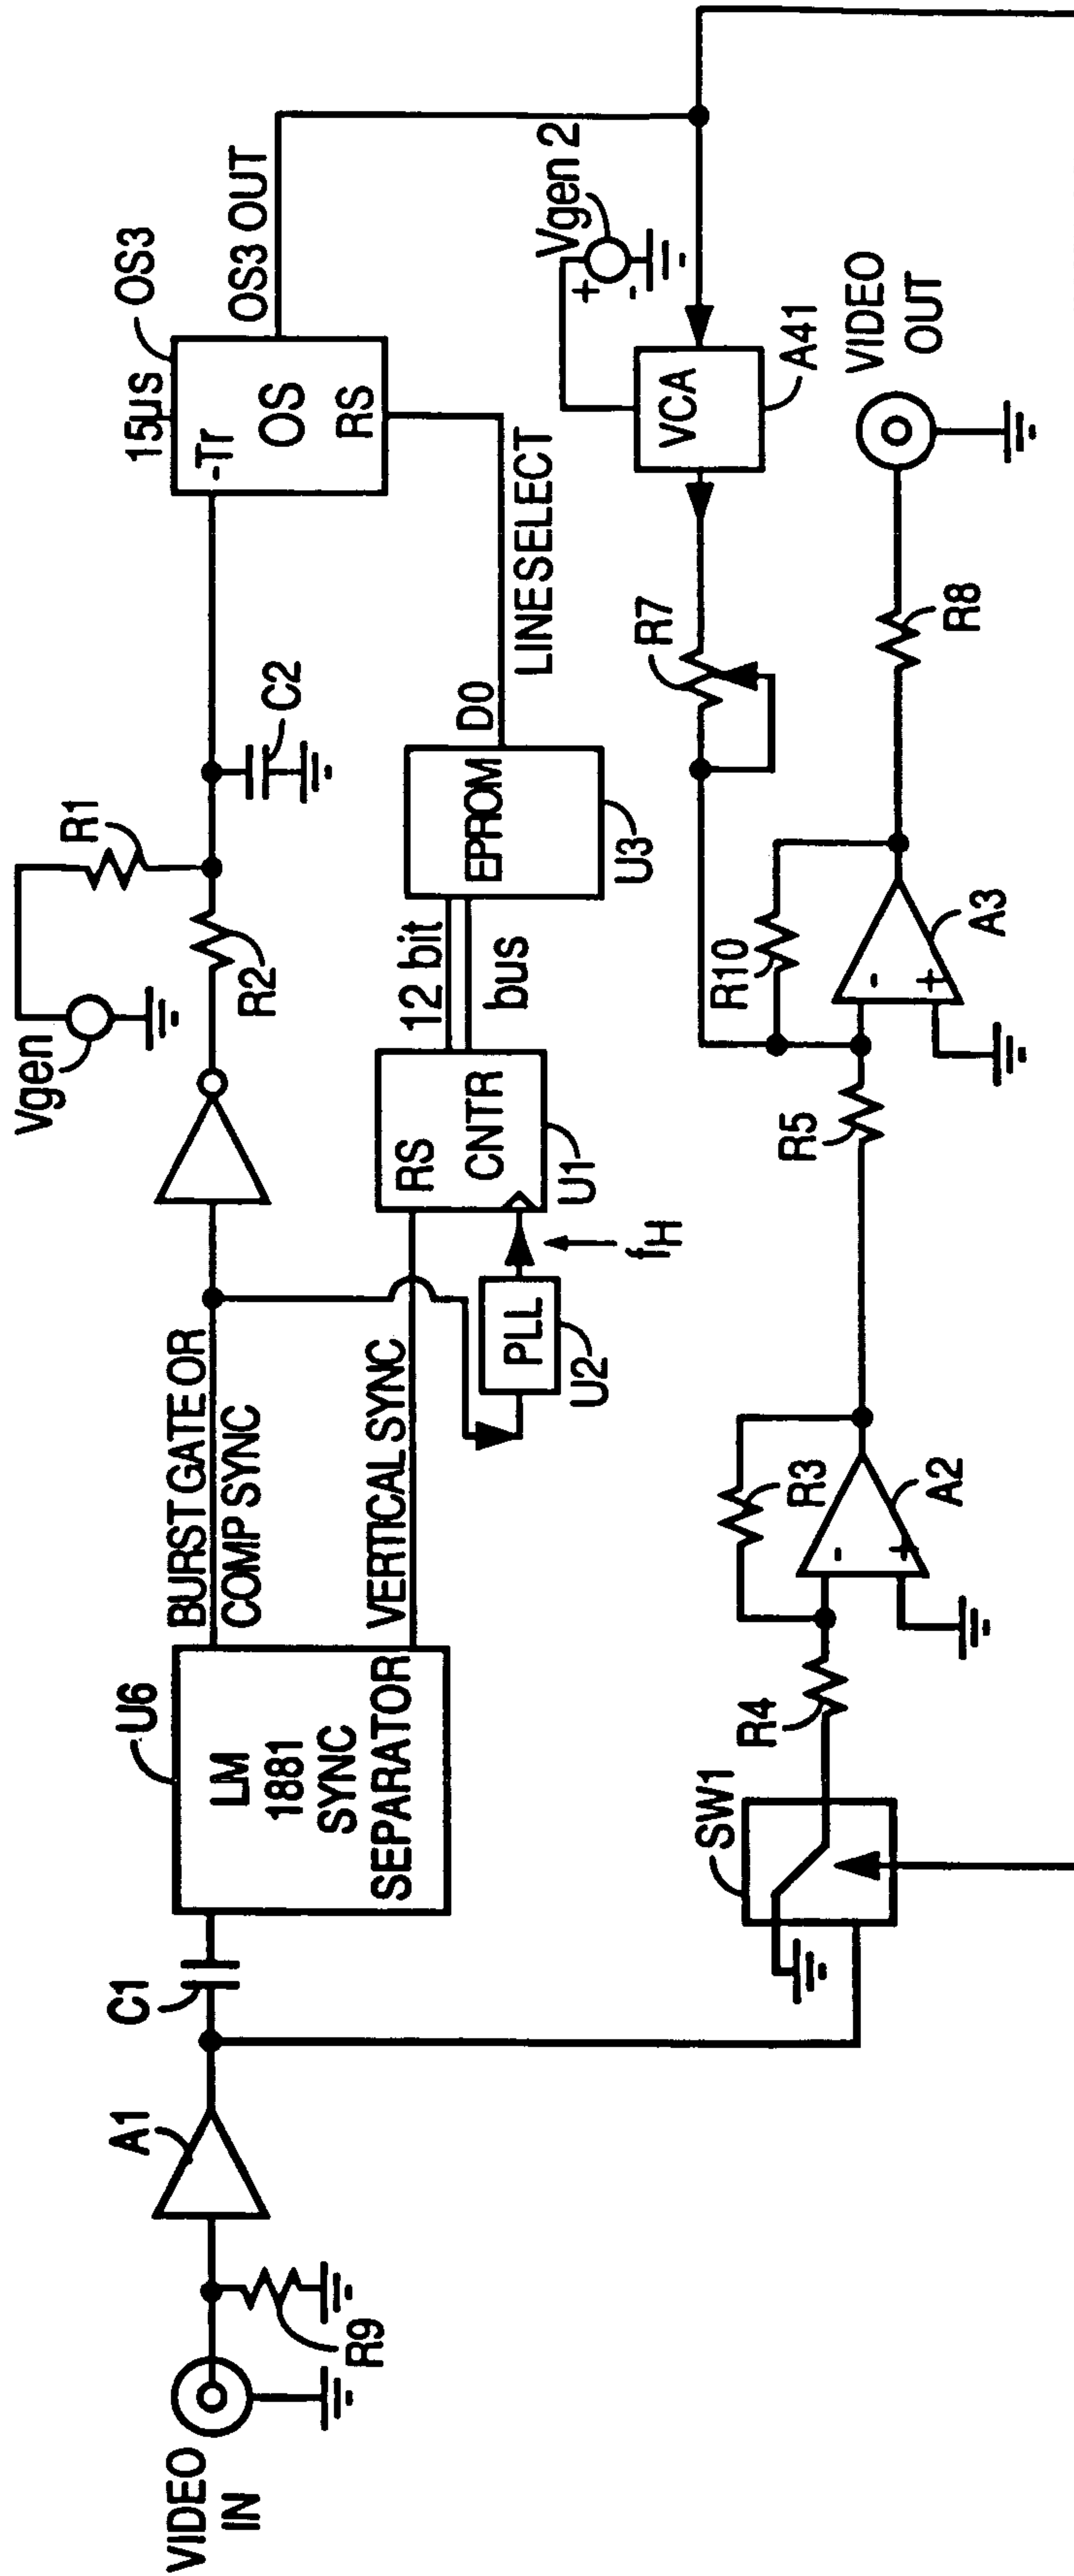 VIDEO
IN
R9
A1
C1
U6
LM
1881
SYNC
SEPARATOR
BURST GATE OR
COMP SYNC
VERTICAL SYNC
PLL
U2
fH
RS
CNTR
U1
12 bit
bus
EPROM
U3
D0
LINE SELECT
Vgen
R1
R2
C2
15µs
OS3
-Tr
OS
RS
OS3 OUT
Vgen 2
+
-
VCA
A41
R7
SW1
R4
R3
-
+
A2
R5
R10
-
+
A3
R8
VIDEO
OUT